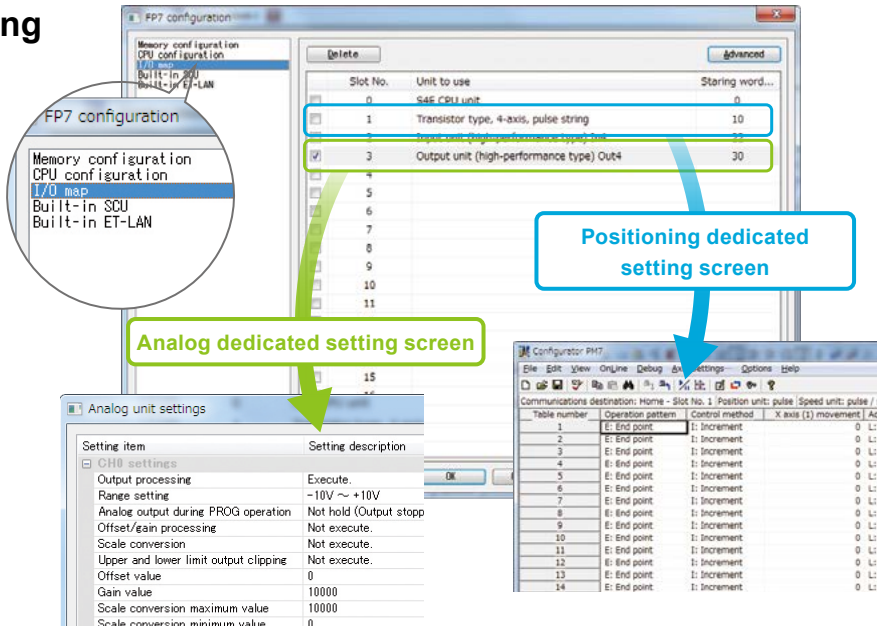 ng
FP7 configuration
Memory configuration
CPU configuration
I/O map
Built-in SCU
Built-in ET-LAN
Delete
Advanced
Slot No. Unit to use Staring word...
0 S4E CPU unit 0
1 Transistor type, 4-axis, pulse string 10
3 Output unit (high-performance type) Out4 30
4
5
6
7
8
9
10
11
15
OK
FP7 configuration
Memory configuration
CPU configuration
I/O map
Built-in SCU
Built-in ET-LAN
Positioning dedicated
setting screen
Analog dedicated setting screen
Analog unit settings
Setting item Setting description
CH0 settings
Output processing Execute.
Range setting -10V ～ +10V
Analog output during PROG operation Not hold (Output stopp
Offset/gain processing Not execute.
Scale conversion Not execute.
Upper and lower limit output clipping Not execute.
Offset value 0
Gain value 10000
Scale conversion maximum value 10000
Scale conversion minimum value 0
Configurator PM7
File Edit View OnLine Debug Axis Settings Options Help
Communications destination: Home - Slot No. 1 Position unit: pulse Speed unit: pulse /
Table number Operation pattern Control method X axis (1) movement Ac
1 E: End point I: Increment 0 L:
2 E: End point I: Increment 0 L:
3 E: End point I: Increment 0 L:
4 E: End point I: Increment 0 L:
5 E: End point I: Increment 0 L:
6 E: End point I: Increment 0 L:
7 E: End point I: Increment 0 L:
8 E: End point I: Increment 0 L:
9 E: End point I: Increment 0 L:
10 E: End point I: Increment 0 L:
11 E: End point I: Increment 0 L:
12 E: End point I: Increment 0 L:
13 E: End point I: Increment 0 L:
14 E: End point I: Increment 0 L: